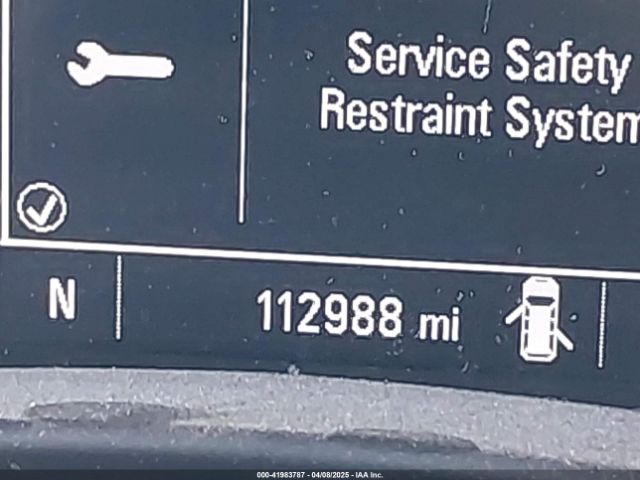 Service Safety
Restraint System
N
112988 mi
000-41983787 - 04/08/2025 - IAA Inc.